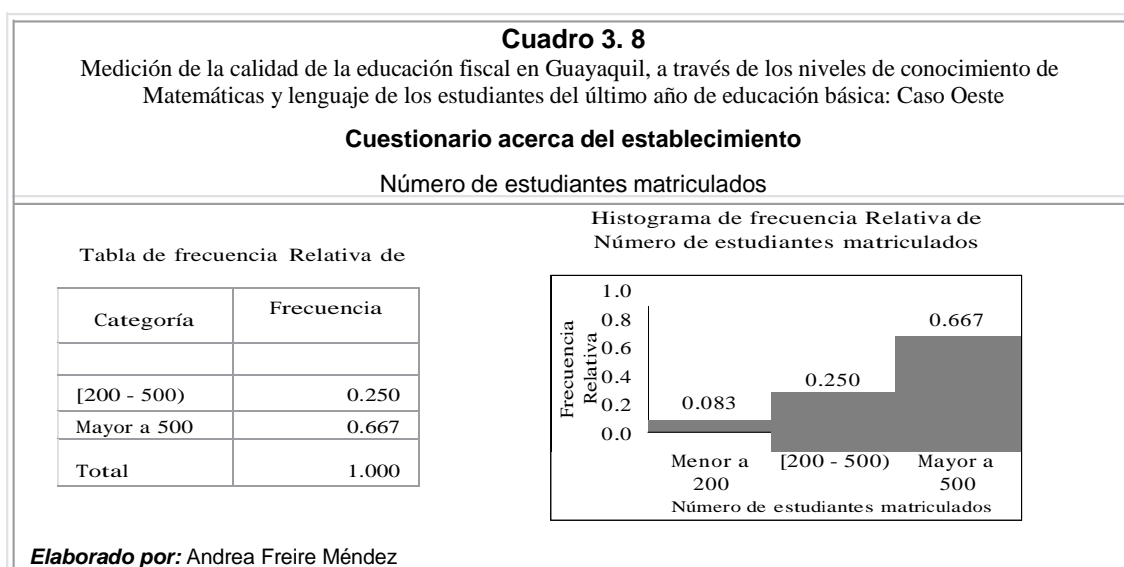 Cuadro 3. 8
Medición de la calidad de la educación fiscal en Guayaquil, a través de los niveles de conocimiento de
Matemáticas y lenguaje de los estudiantes del último año de educación básica: Caso Oeste
Cuestionario acerca del establecimiento
Número de estudiantes matriculados
Tabla de frecuencia Relativa de
Categoría Frecuencia
[200 - 500) 0.250
Mayor a 500 0.667
Total 1.000
Histograma de frecuencia Relativa de
Número de estudiantes matriculados
Frecuencia
Relativa
1.0
0.8
0.6
0.4
0.2
0.0
0.083
0.250
0.667
Menor a
200
[200 - 500)
Mayor a
500
Número de estudiantes matriculados
Elaborado por: Andrea Freire Méndez